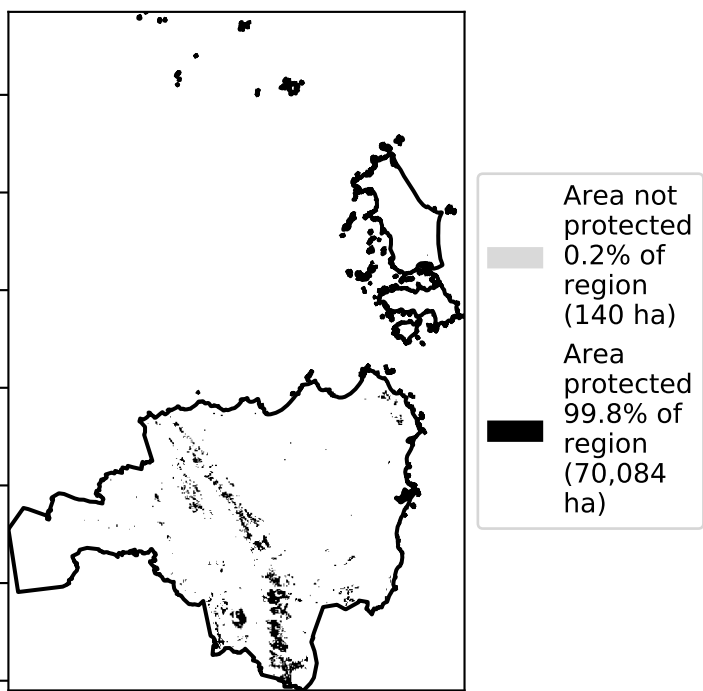 Area not
protected
0.2% of
region
(140 ha)
Area
protected
99.8% of
region
(70,084
ha)